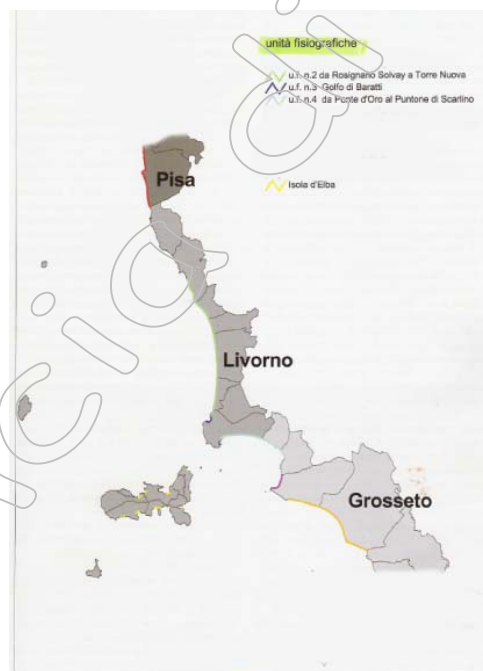 unità fisiografiche
u.f. n.2 da Rosignano Solvay a Torre Nuova
u.f. n.3 Golfo di Baratti
u.f. n.4 da Ponte d'Oro al Puntone di Scarlino
Isola d'Elba
Pisa
Livorno
Grosseto